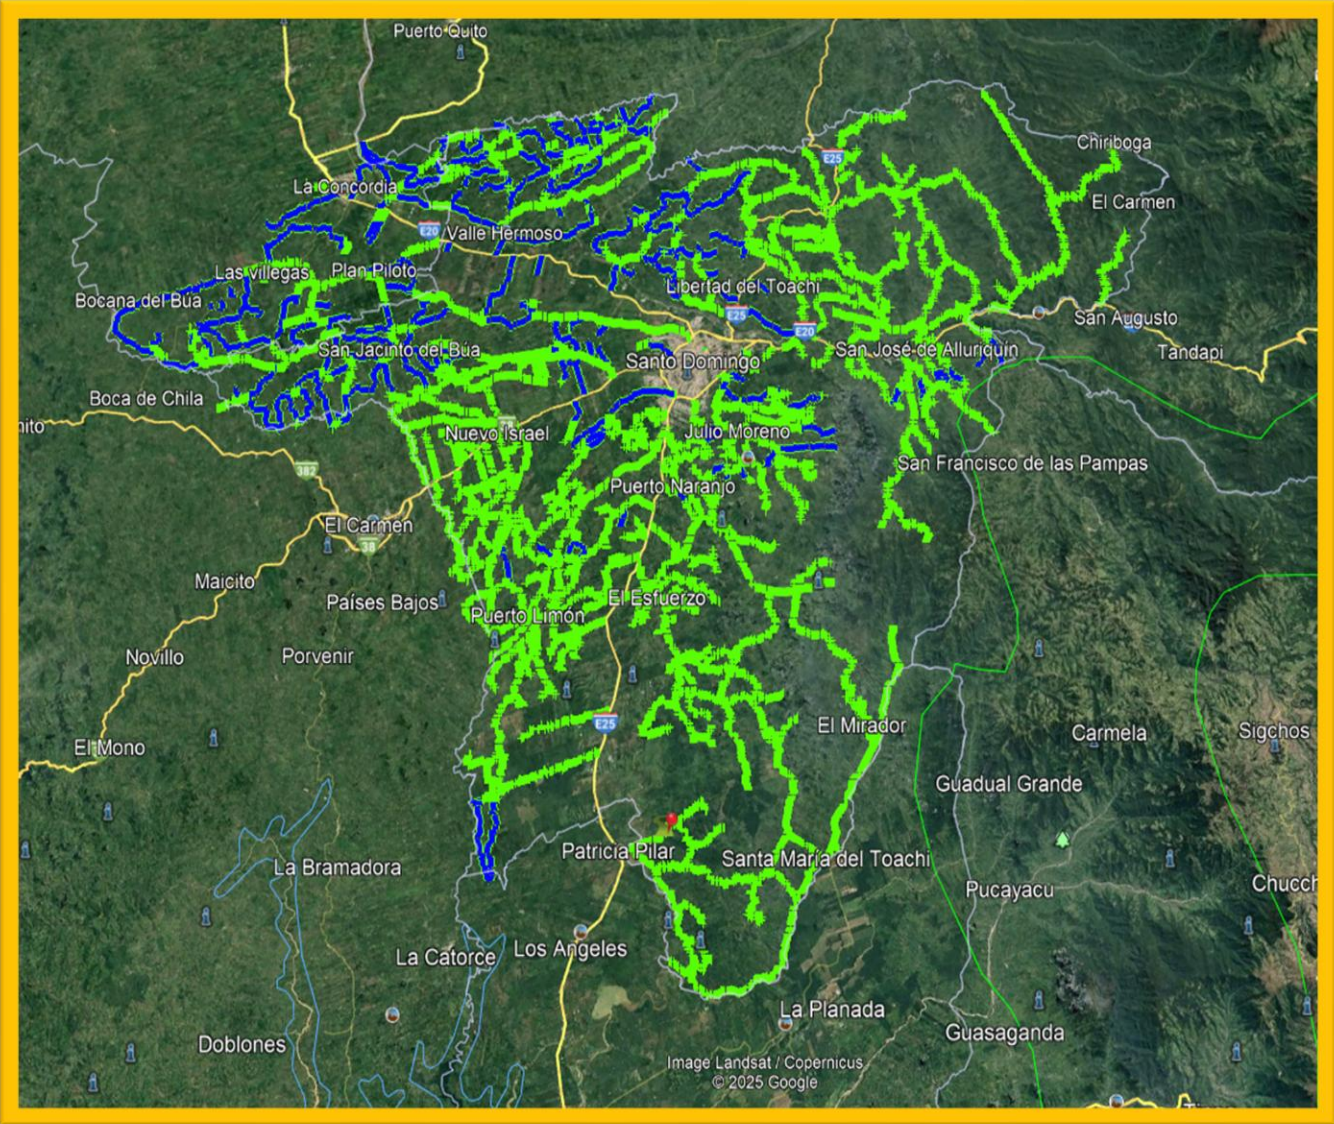 Puerto Quito
Chiriboga
E25
La Concordia
El Carmen
E20
Valle Hermoso
Las Villegas
Plan Piloto
Libertad del Toachi
Bocana del Búa
E25
E20
San Augusto
San Jacinto del Búa
Santo Domingo
San José de Alluriquín
Tandapi
Boca de Chila
nito
Nuevo Israel
Julio Moreno
382
San Francisco de las Pampas
Puerto Naranjo
El Carmen
38
Maicito
Países Bajos
El Esfuerzo
Puerto Limón
Novillo
Porvenir
E25
El Mirador
El Mono
Carmela
Sigchos
Guadual Grande
Patricia Pilar
Santa María del Toachi
La Bramadora
Pucayacu
Chucch
La Catorce
Los Angeles
La Planada
Doblones
Guasaganda
Image Landsat / Copernicus
© 2025 Google